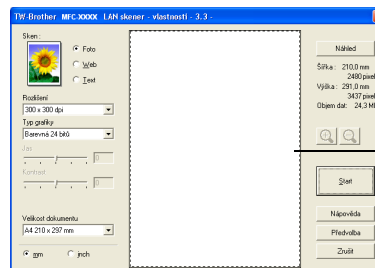 TW-Brother MFC-XXXX LAN skener - vlastnosti - 3.3 -
Sken :
Foto
Web
Text
Rozlišení
300 x 300 dpi
Typ grafiky
Barevná 24 bitů
Jas
0
Kontrast
0
Velikost dokumentu
A4 210 x 297 mm
mm
inch
Náhled
Šířka : 210,0 mm
2480 pixel
Výška : 291,0 mm
3437 pixel
Objem dat: 24,3 M
Start
Nápověda
Předvolba
Zrušit